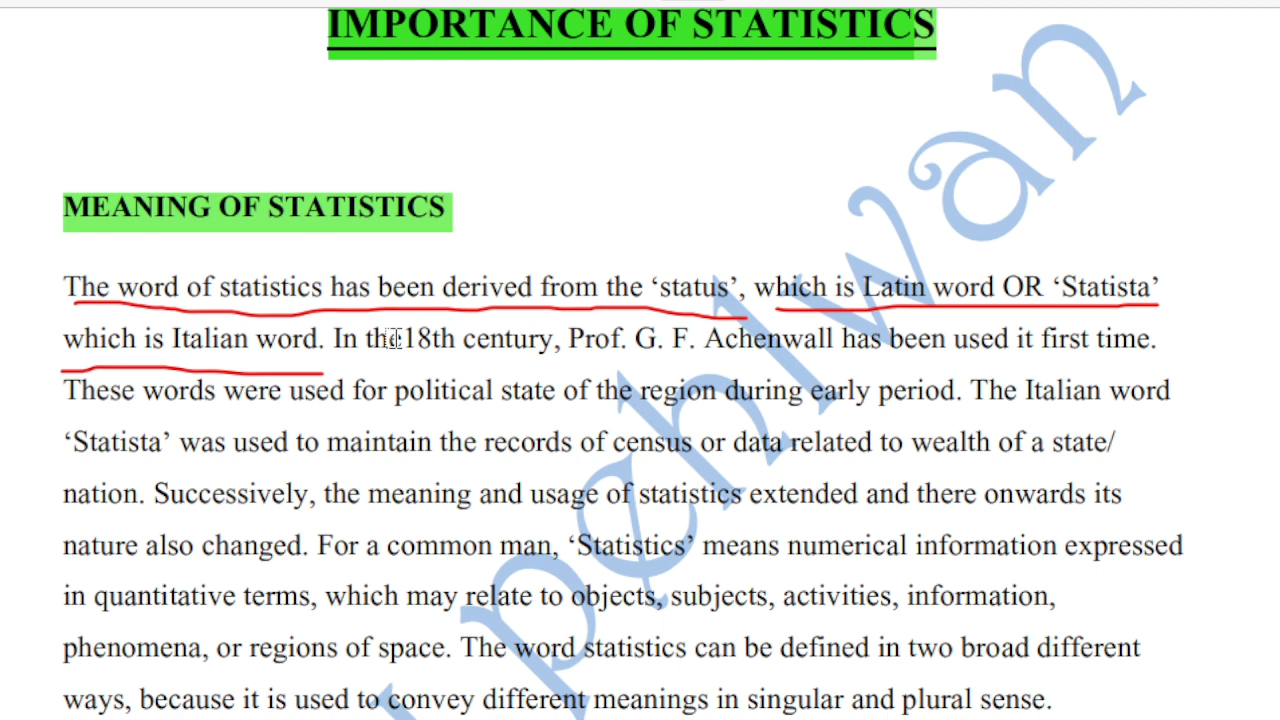 IMPORTANCE OF STATISTICS
MEANING OF STATISTICS
The word of statistics has been derived from the ‘status’, which is Latin word OR ‘Statista’
which is Italian word. In the18th century, Prof. G. F. Achenwall has been used it first time.
These words were used for political state of the region during early period. The Italian word
‘Statista’ was used to maintain the records of census or data related to wealth of a state/
nation. Successively, the meaning and usage of statistics extended and there onwards its
nature also changed. For a common man, ‘Statistics’ means numerical information expressed
in quantitative terms, which may relate to objects, subjects, activities, information,
phenomena, or regions of space. The word statistics can be defined in two broad different
ways, because it is used to convey different meanings in singular and plural sense.